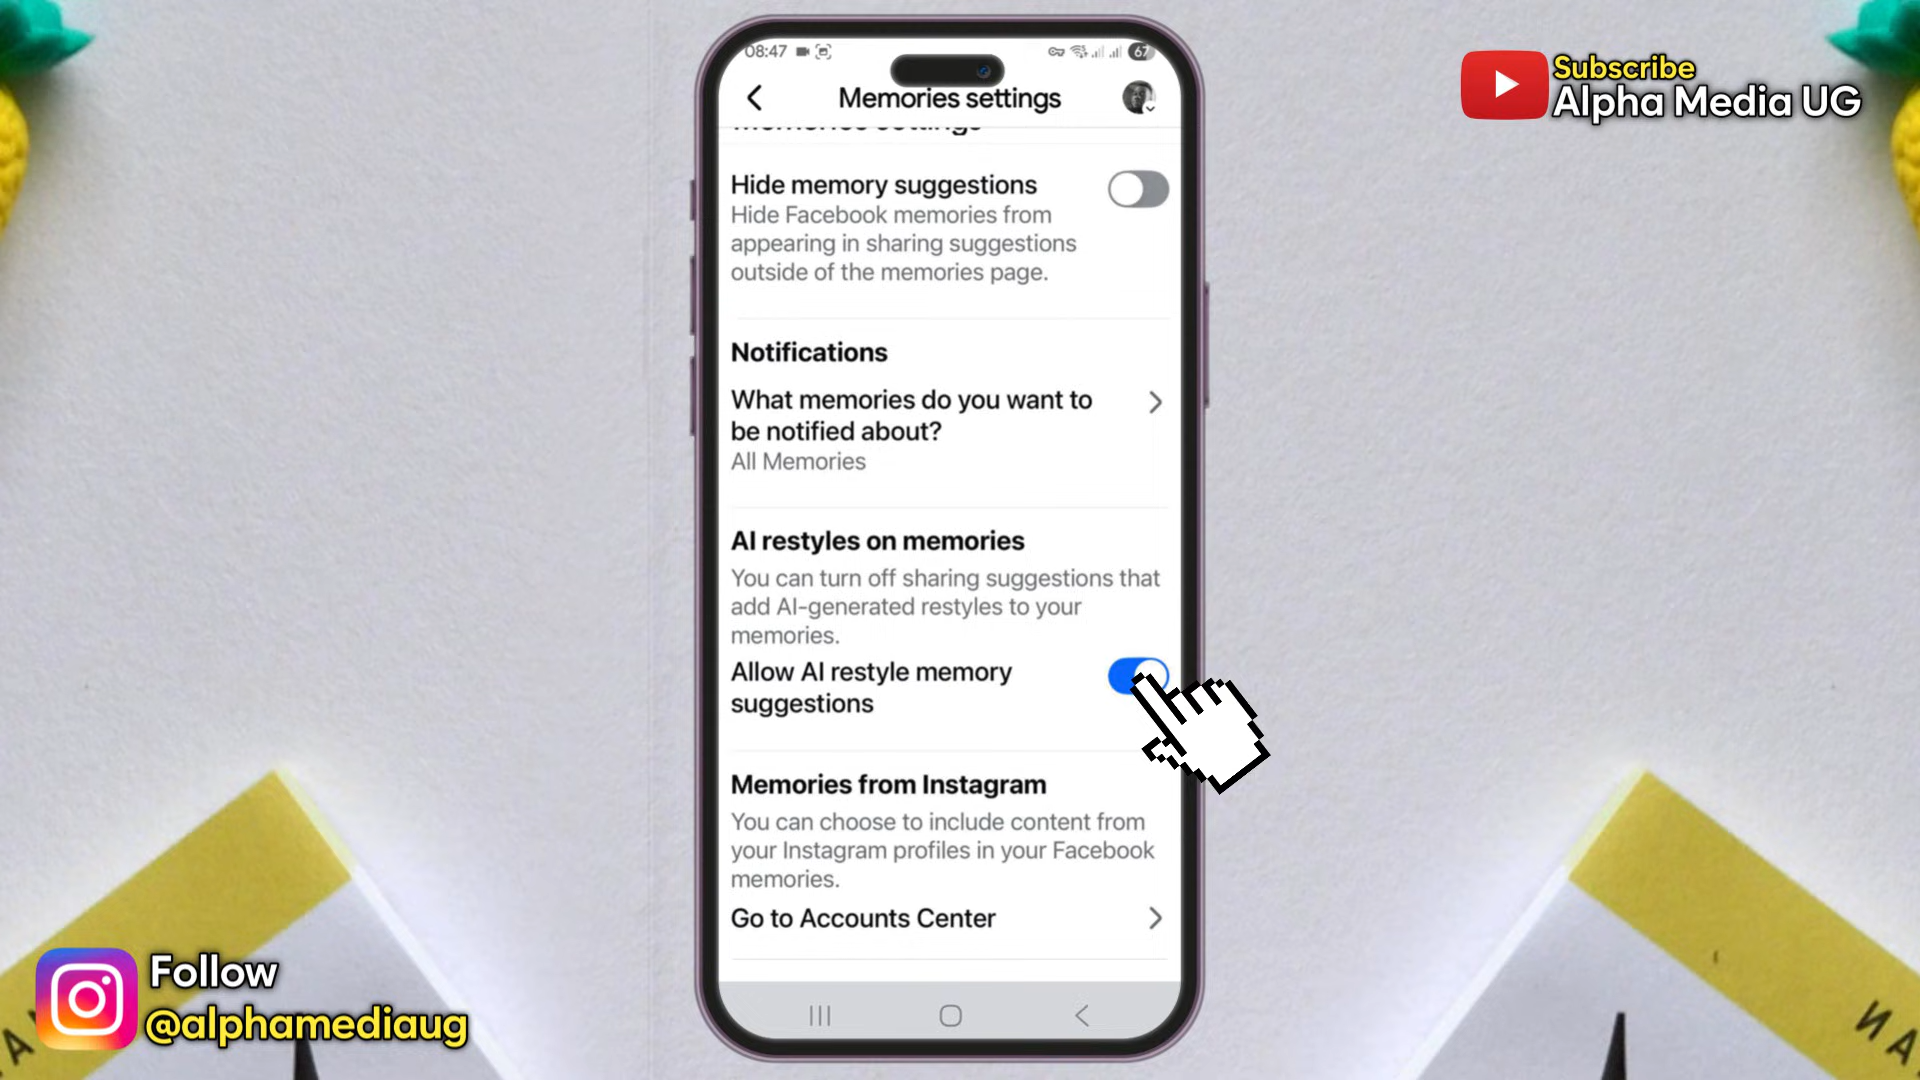 08:47
67
Memories settings
Memories settings
Hide memory suggestions
Hide Facebook memories from
appearing in sharing suggestions
outside of the memories page.
Notifications
What memories do you want to
be notified about?
All Memories
AI restyles on memories
You can turn off sharing suggestions that
add AI-generated restyles to your
memories.
Allow AI restyle memory
suggestions
Memories from Instagram
You can choose to include content from
your Instagram profiles in your Facebook
memories.
Go to Accounts Center
Subscribe
Alpha Media UG
Follow
@alphamediaug